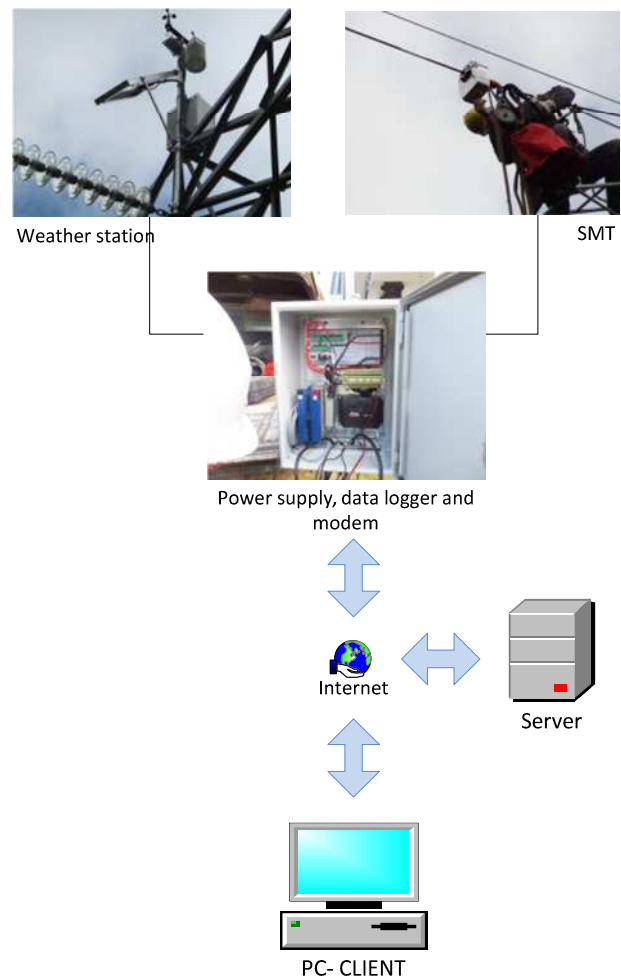 Weather station
SMT
Power supply, data logger and
modem
Internet
Server
PC- CLIENT